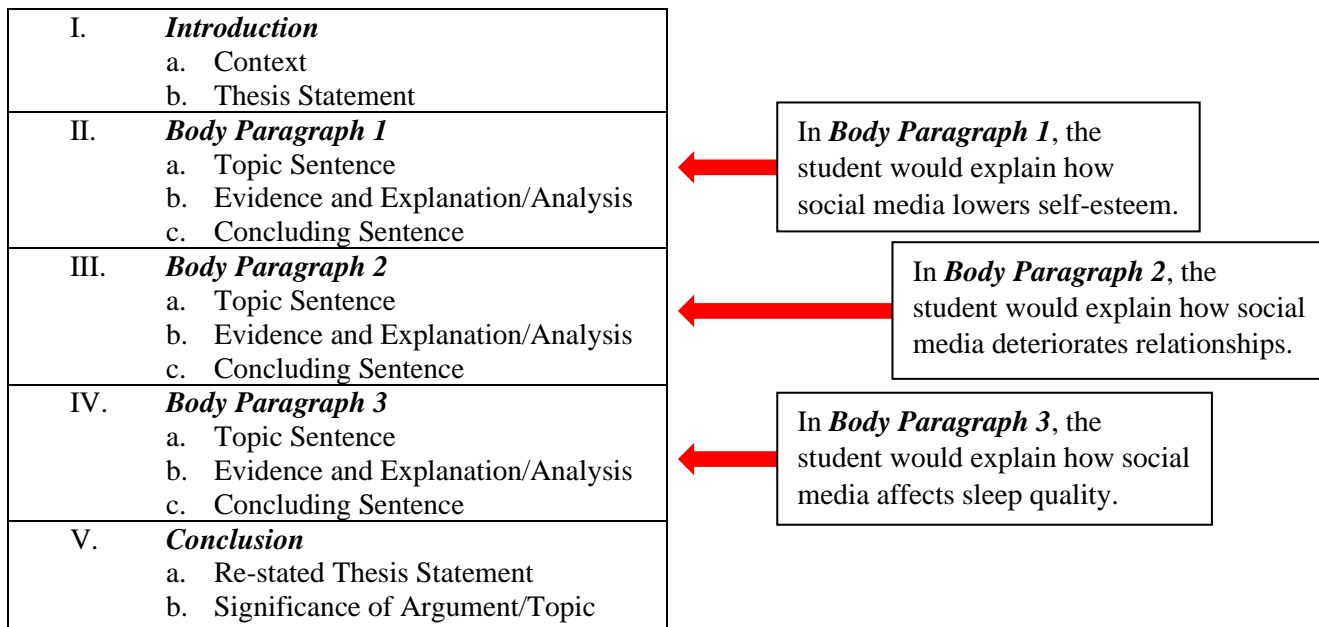 I. Introduction
a. Context
b. Thesis Statement
II. Body Paragraph 1
a. Topic Sentence
b. Evidence and Explanation/Analysis
c. Concluding Sentence
In Body Paragraph 1, the
student would explain how
social media lowers self-esteem.
III. Body Paragraph 2
a. Topic Sentence
b. Evidence and Explanation/Analysis
c. Concluding Sentence
In Body Paragraph 2, the
student would explain how social
media deteriorates relationships.
IV. Body Paragraph 3
a. Topic Sentence
b. Evidence and Explanation/Analysis
c. Concluding Sentence
In Body Paragraph 3, the
student would explain how social
media affects sleep quality.
V. Conclusion
a. Re-stated Thesis Statement
b. Significance of Argument/Topic